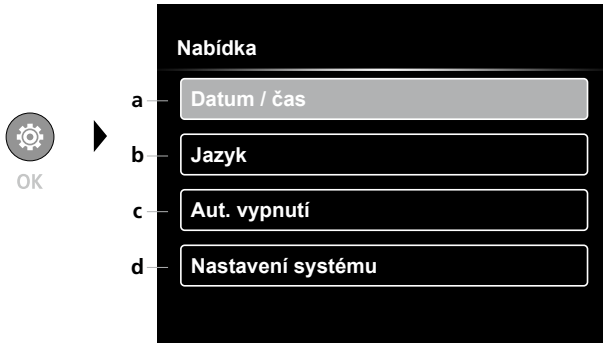 Nabídka
a Datum / čas
b Jazyk
OK
c Aut. vypnutí
d Nastavení systému